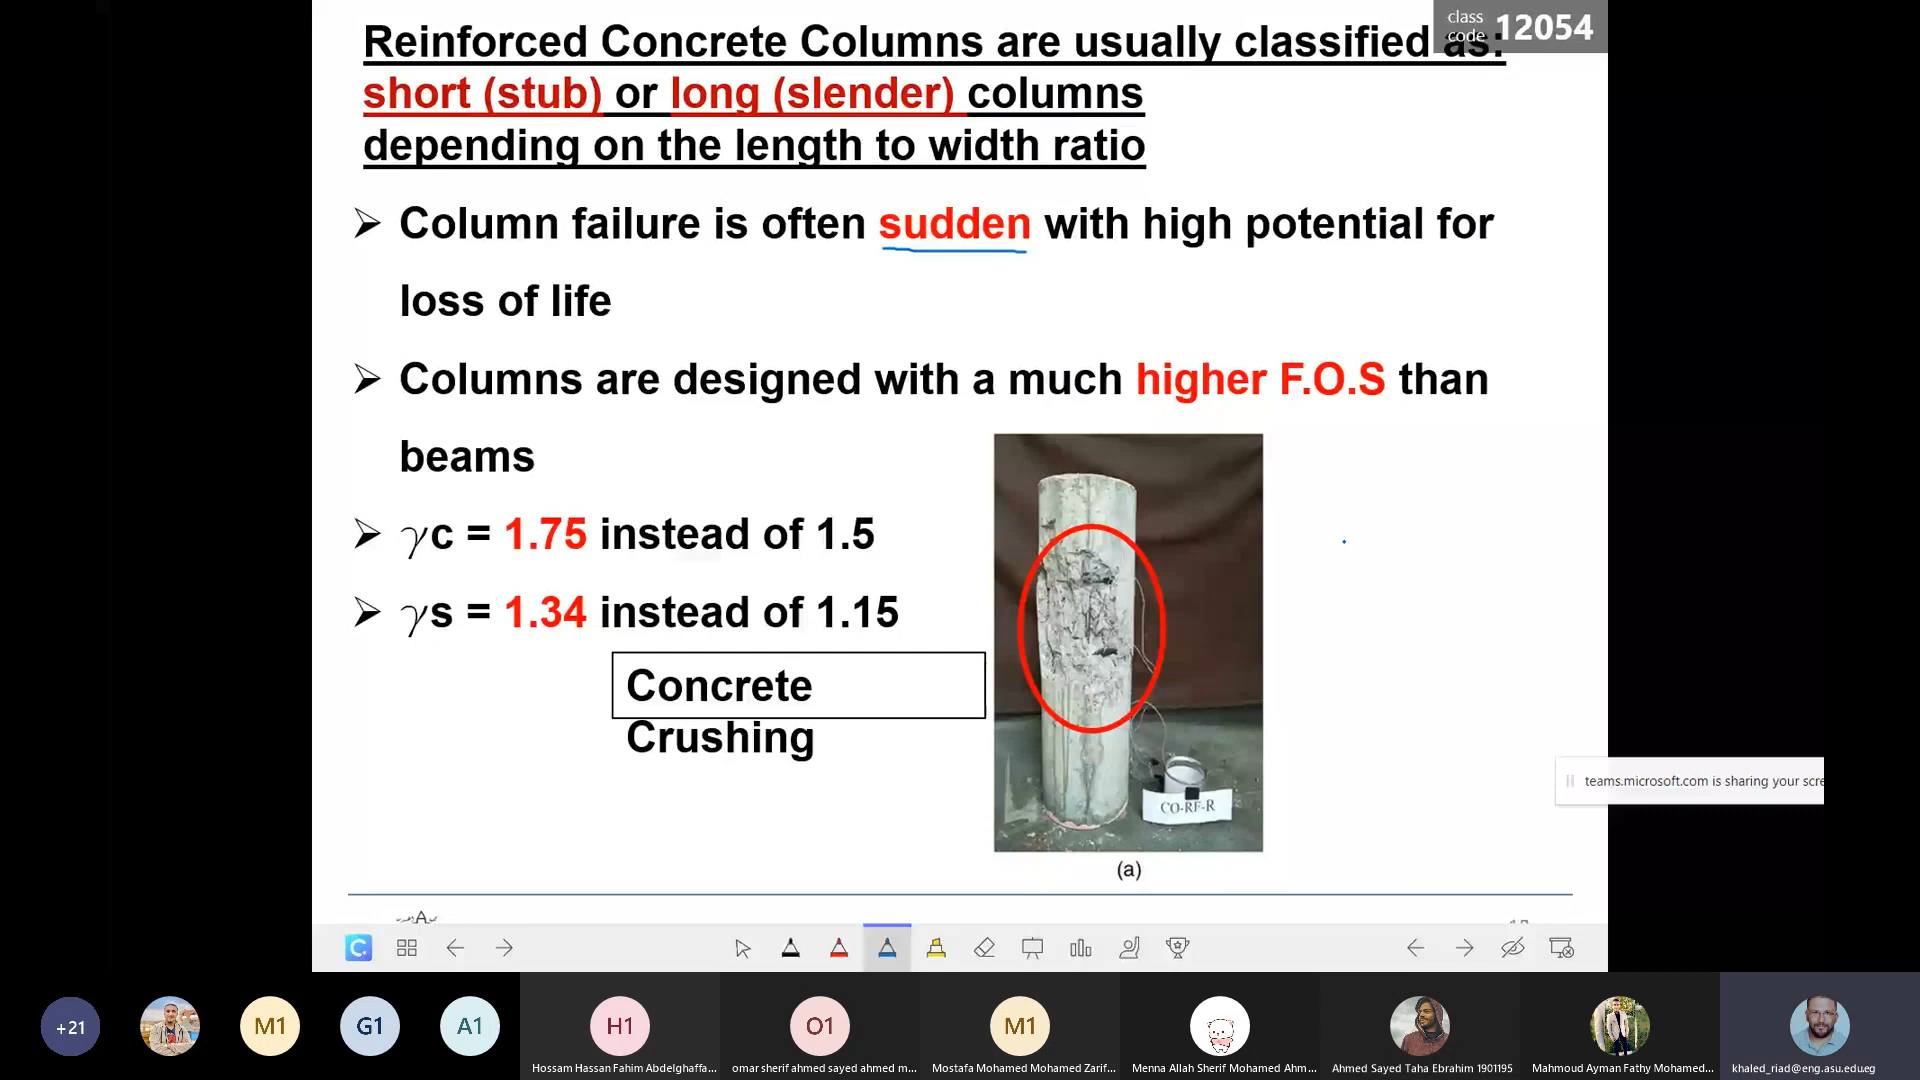 class
code 12054
Reinforced Concrete Columns are usually classified as:
short (stub) or long (slender) columns
depending on the length to width ratio
➢ Column failure is often sudden with high potential for
loss of life
➢ Columns are designed with a much higher F.O.S than
beams
➢ γc = 1.75 instead of 1.5
➢ γs = 1.34 instead of 1.15
Concrete
Crushing
CO-RF-R
(a)
teams.microsoft.com is sharing your scre
+21
M1
G1
A1
H1
O1
M1
Hossam Hassan Fahim Abdelghaffa...
omar sherif ahmed sayed ahmed m...
Mostafa Mohamed Mohamed Zarif...
Menna Allah Sherif Mohamed Ahm...
Ahmed Sayed Taha Ebrahim 1901195
Mahmoud Ayman Fathy Mohamed...
khaled_riad@eng.asu.edu.eg